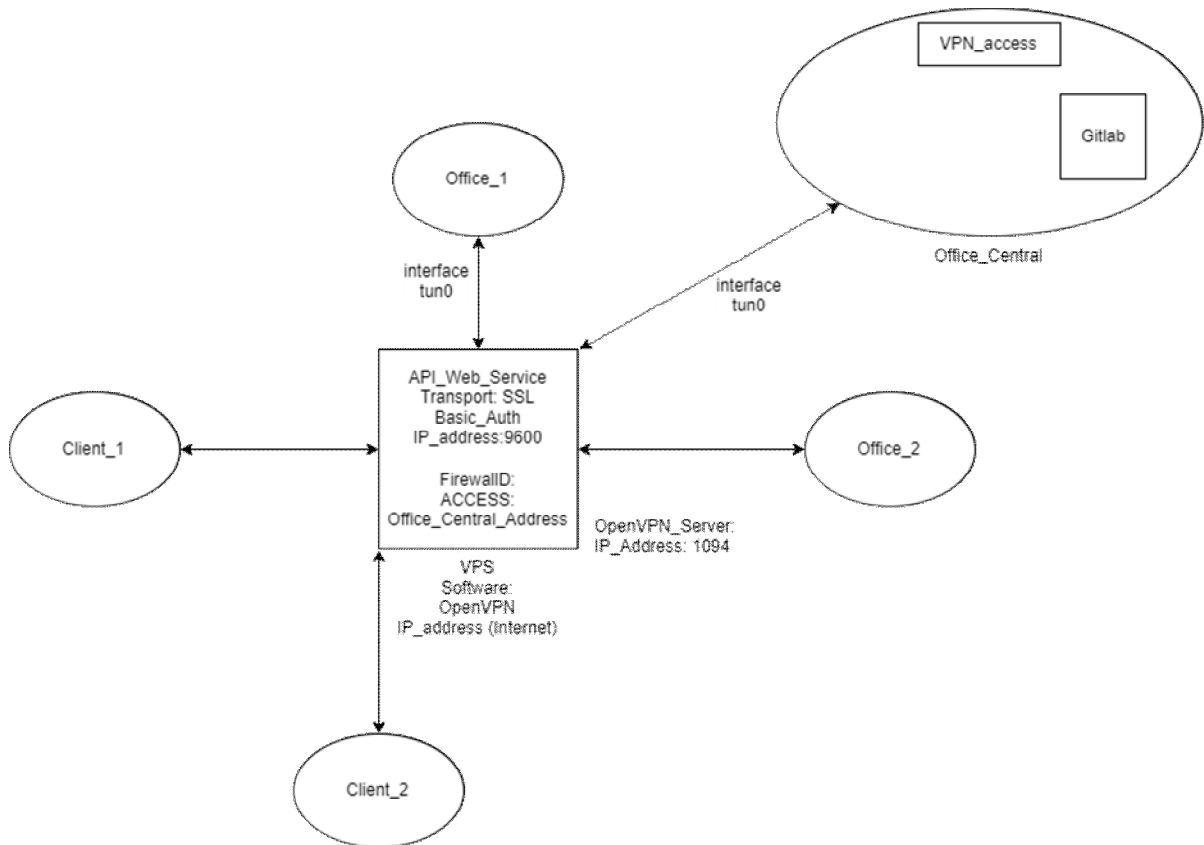 VPN_access
Gitlab
Office_1
Office_Central
interface
tun0
interface
tun0
API_Web_Service
Transport: SSL
Basic_Auth
IP_address:9600
FirewallD:
ACCESS:
Office_Central_Address
Client_1
Office_2
OpenVPN_Server:
IP_Address: 1094
VPS
Software:
OpenVPN
IP_address (Internet)
Client_2